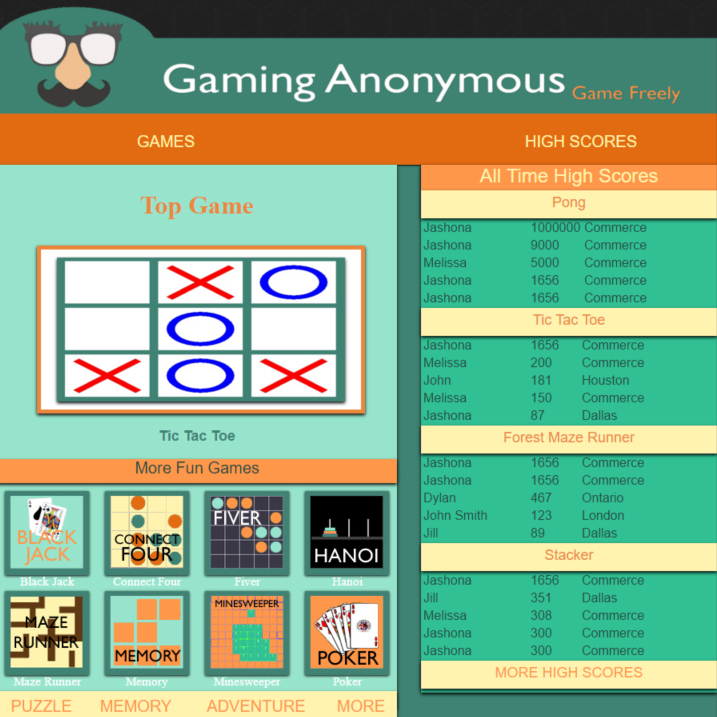 Gaming Anonymous Game Freely
GAMES
HIGH SCORES
Top Game
Tic Tac Toe
More Fun Games
BLACK
JACK
Black Jack
CONNECT
FOUR
Connect Four
FIVER
Fiver
HANOI
Hanoi
MAZE
RUNNER
Maze Runner
MEMORY
Memory
MINESWEEPER
Minesweeper
POKER
Poker
PUZZLE MEMORY ADVENTURE MORE
All Time High Scores
Pong
Jashona 1000000 Commerce
Jashona 9000 Commerce
Melissa 5000 Commerce
Jashona 1656 Commerce
Jashona 1656 Commerce
Tic Tac Toe
Jashona 1656 Commerce
Melissa 200 Commerce
John 181 Houston
Melissa 150 Commerce
Jashona 87 Dallas
Forest Maze Runner
Jashona 1656 Commerce
Jashona 1656 Commerce
Dylan 467 Ontario
John Smith 123 London
Jill 89 Dallas
Stacker
Jashona 1656 Commerce
Jill 351 Dallas
Melissa 308 Commerce
Jashona 300 Commerce
Jashona 300 Commerce
MORE HIGH SCORES